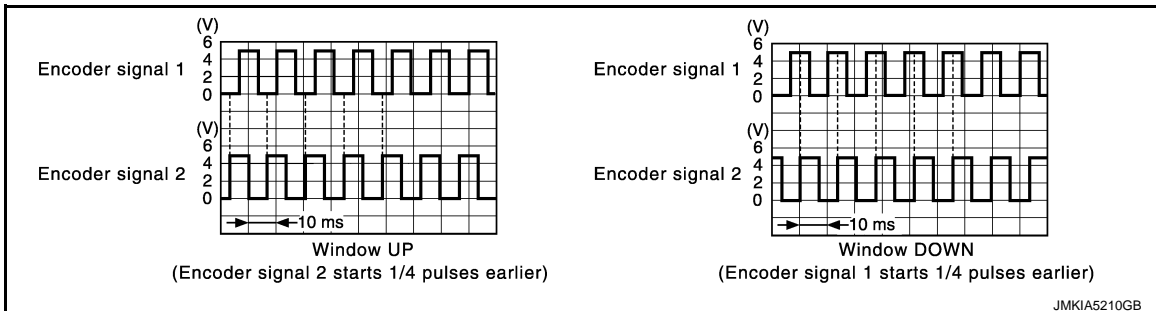 (V)
6
4
2
0
Encoder signal 1
(V)
6
4
2
0
Encoder signal 2
10 ms
Window UP
(Encoder signal 2 starts 1/4 pulses earlier)
(V)
6
4
2
0
Encoder signal 1
(V)
6
4
2
0
Encoder signal 2
10 ms
Window DOWN
(Encoder signal 1 starts 1/4 pulses earlier)
JMKIA5210GB